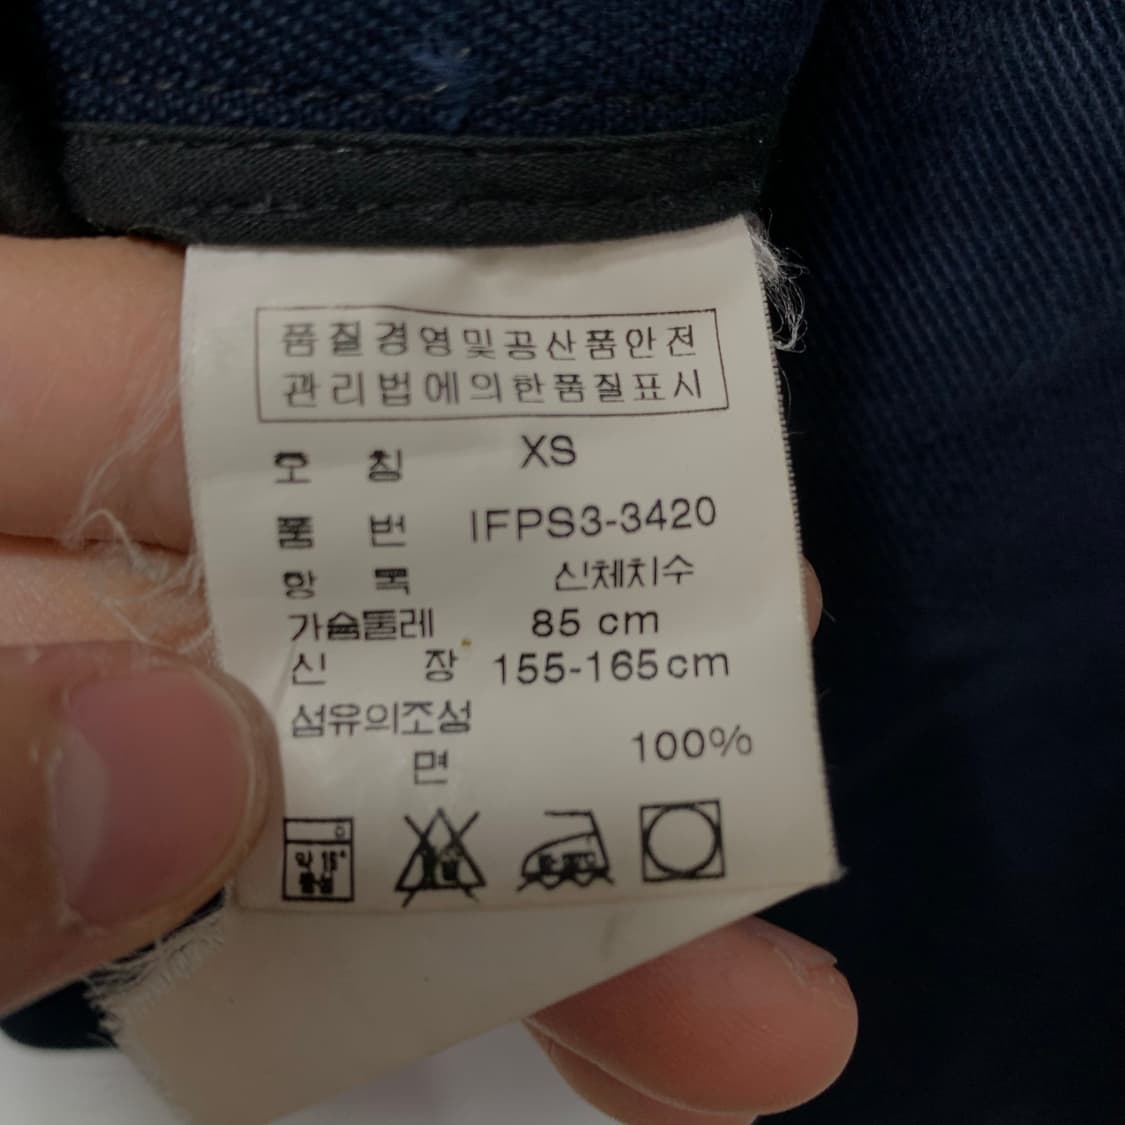 품질경영및공산품안전
관리법에의한품질표시
호 칭 XS
품 번 IFPS3-3420
항 목 신체치수
가슴둘레 85 cm
신 장 155-165cm
섬유의조성
면 100%
약 15°